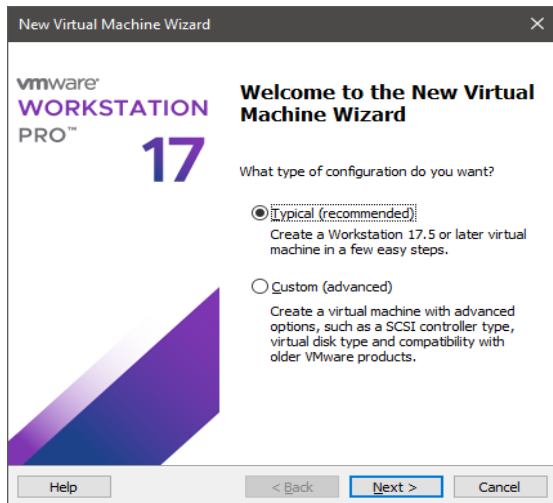 New Virtual Machine Wizard
vmware®
WORKSTATION
PRO™
17
Welcome to the New Virtual
Machine Wizard
What type of configuration do you want?
Typical (recommended)
Create a Workstation 17.5 or later virtual
machine in a few easy steps.
Custom (advanced)
Create a virtual machine with advanced
options, such as a SCSI controller type,
virtual disk type and compatibility with
older VMware products.
Help
< Back
Next >
Cancel